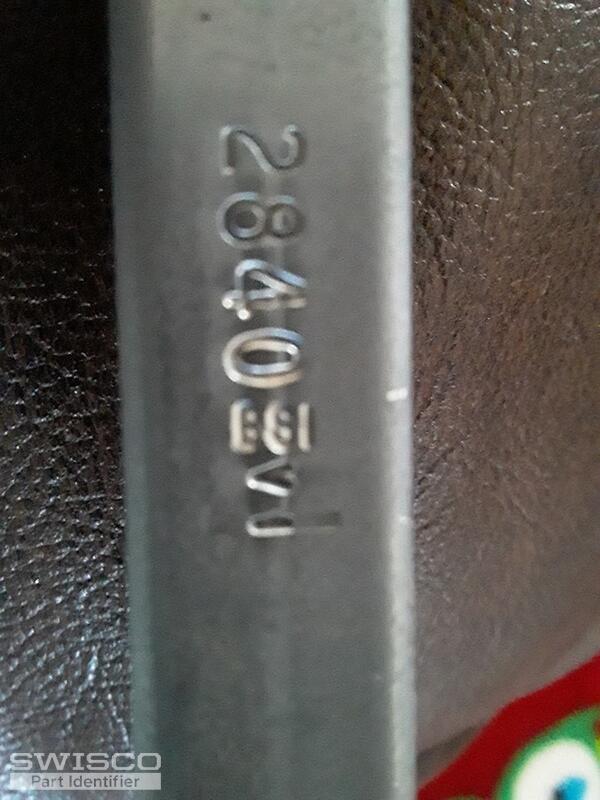 2840
SWISCO
Part Identifier